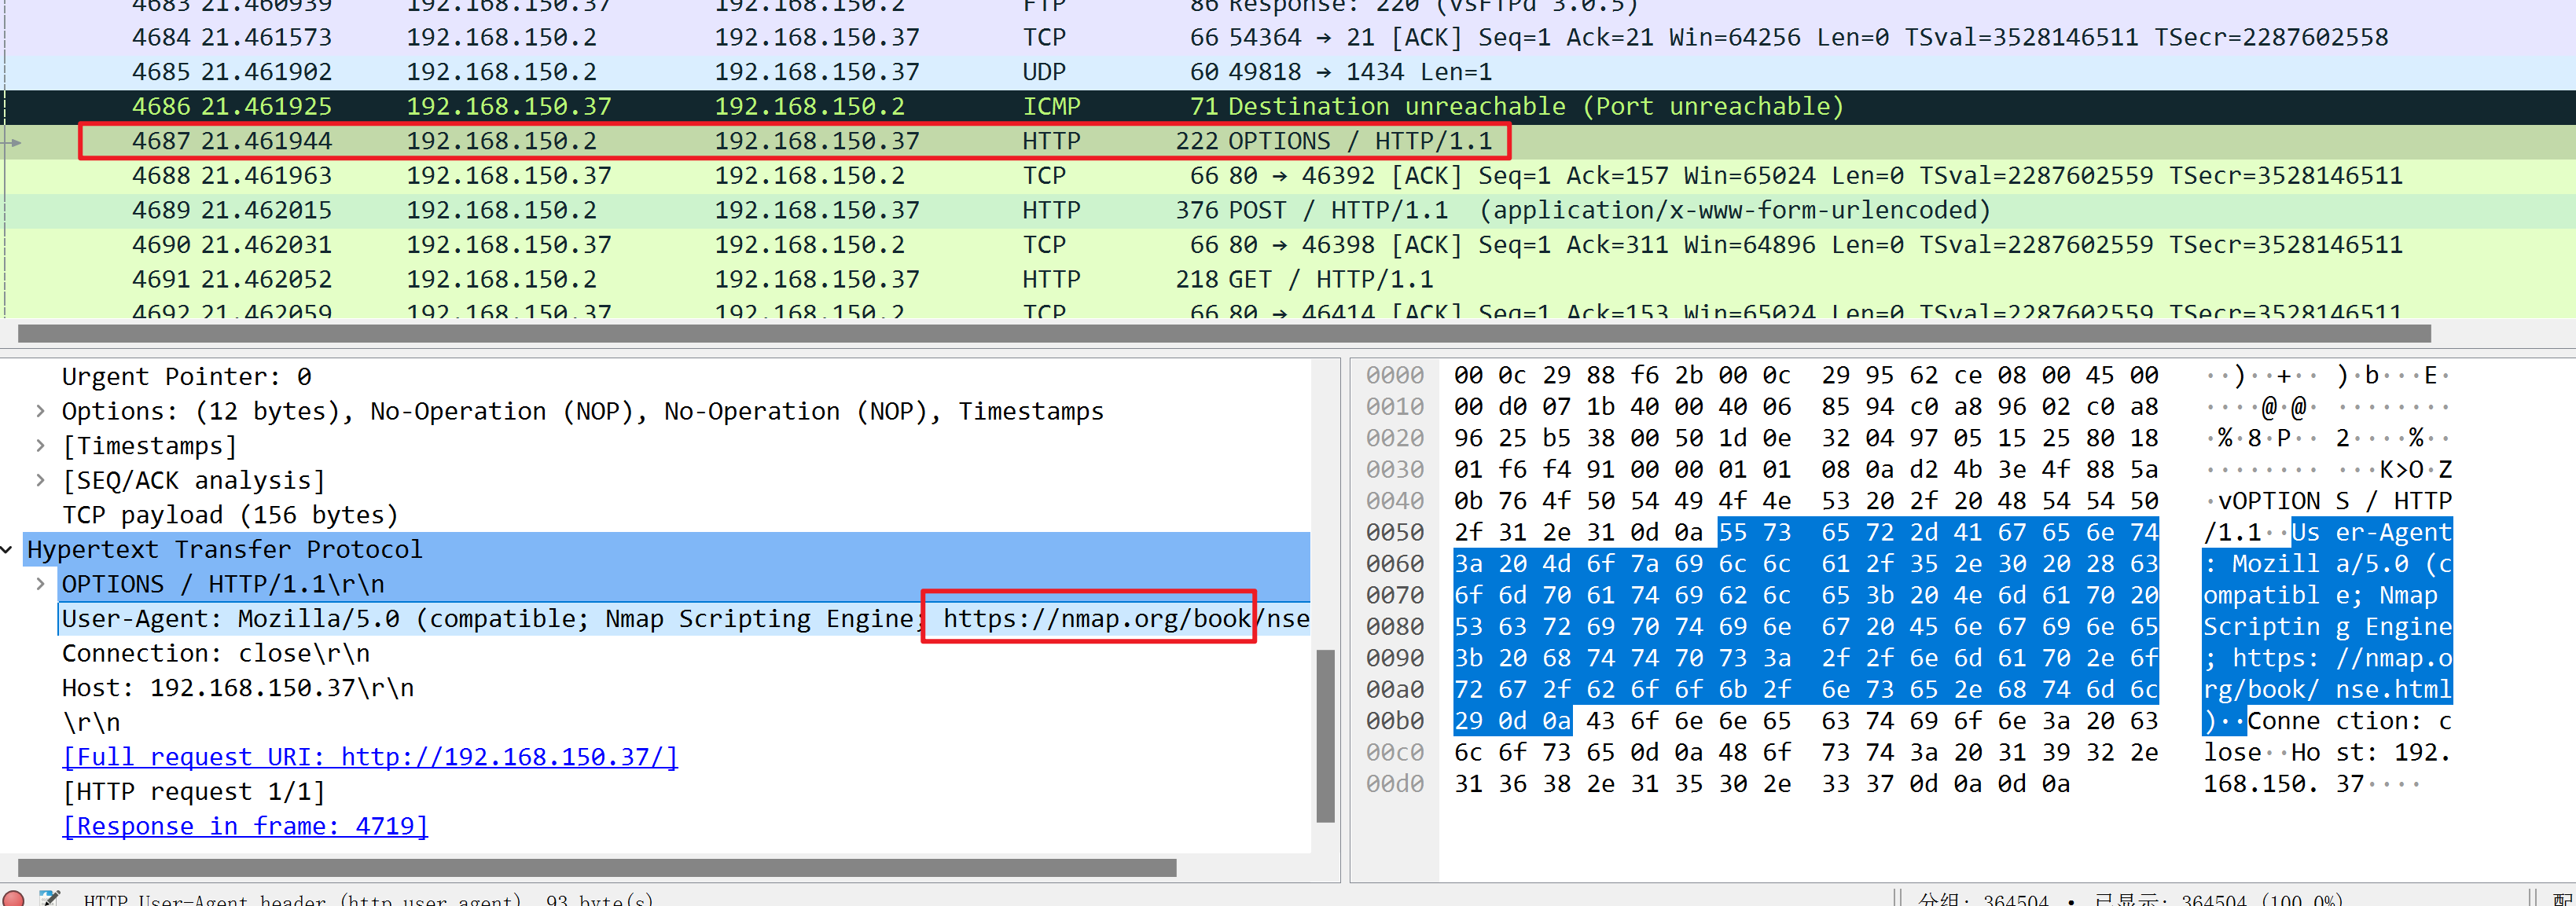 4683 21.460939 192.168.150.37 192.168.150.2 FTP 86 Response: 220 (vsFTPd 3.0.5)
4684 21.461573 192.168.150.2 192.168.150.37 TCP 66 54364 → 21 [ACK] Seq=1 Ack=21 Win=64256 Len=0 TSval=3528146511 TSecr=2287602558
4685 21.461902 192.168.150.2 192.168.150.37 UDP 60 49818 → 1434 Len=1
4686 21.461925 192.168.150.37 192.168.150.2 ICMP 71 Destination unreachable (Port unreachable)
4687 21.461944 192.168.150.2 192.168.150.37 HTTP 222 OPTIONS / HTTP/1.1
4688 21.461963 192.168.150.37 192.168.150.2 TCP 66 80 → 46392 [ACK] Seq=1 Ack=157 Win=65024 Len=0 TSval=2287602559 TSecr=3528146511
4689 21.462015 192.168.150.2 192.168.150.37 HTTP 376 POST / HTTP/1.1 (application/x-www-form-urlencoded)
4690 21.462031 192.168.150.37 192.168.150.2 TCP 66 80 → 46398 [ACK] Seq=1 Ack=311 Win=64896 Len=0 TSval=2287602559 TSecr=3528146511
4691 21.462052 192.168.150.2 192.168.150.37 HTTP 218 GET / HTTP/1.1
4692 21.462059 192.168.150.37 192.168.150.2 TCP 66 80 → 46414 [ACK] Seq=1 Ack=153 Win=65024 Len=0 TSval=2287602559 TSecr=3528146511
Urgent Pointer: 0
Options: (12 bytes), No-Operation (NOP), No-Operation (NOP), Timestamps
[Timestamps]
[SEQ/ACK analysis]
TCP payload (156 bytes)
Hypertext Transfer Protocol
OPTIONS / HTTP/1.1\r\n
User-Agent: Mozilla/5.0 (compatible; Nmap Scripting Engine; https://nmap.org/book/nse
Connection: close\r\n
Host: 192.168.150.37\r\n
\r\n
[Full request URI: http://192.168.150.37/]
[HTTP request 1/1]
[Response in frame: 4719]
0000 00 0c 29 88 f6 2b 00 0c 29 95 62 ce 08 00 45 00 ··)··+·· )·b···E·
0010 00 d0 07 1b 40 00 40 06 85 94 c0 a8 96 02 c0 a8 ····@·@· ········
0020 96 25 b5 38 00 50 1d 0e 32 04 97 05 15 25 80 18 ·%·8·P·· 2····%··
0030 01 f6 f4 91 00 00 01 01 08 0a d2 4b 3e 4f 88 5a ········ ···K>O·Z
0040 0b 76 4f 50 54 49 4f 4e 53 20 2f 20 48 54 54 50 ·vOPTION S / HTTP
0050 2f 31 2e 31 0d 0a 55 73 65 72 2d 41 67 65 6e 74 /1.1··Us er-Agent
0060 3a 20 4d 6f 7a 69 6c 6c 61 2f 35 2e 30 20 28 63 : Mozill a/5.0 (c
0070 6f 6d 70 61 74 69 62 6c 65 3b 20 4e 6d 61 70 20 ompatibl e; Nmap
0080 53 63 72 69 70 74 69 6e 67 20 45 6e 67 69 6e 65 Scriptin g Engine
0090 3b 20 68 74 74 70 73 3a 2f 2f 6e 6d 61 70 2e 6f ; https: //nmap.o
00a0 72 67 2f 62 6f 6f 6b 2f 6e 73 65 2e 68 74 6d 6c rg/book/ nse.html
00b0 29 0d 0a 43 6f 6e 6e 65 63 74 69 6f 6e 3a 20 63 )··Conne ction: c
00c0 6c 6f 73 65 0d 0a 48 6f 73 74 3a 20 31 39 32 2e lose··Ho st: 192.
00d0 31 36 38 2e 31 35 30 2e 33 37 0d 0a 0d 0a 168.150. 37····
HTTP User-Agent header (http.user_agent), 93 byte(s)
分组: 364504 · 已显示: 364504 (100.0%)
配